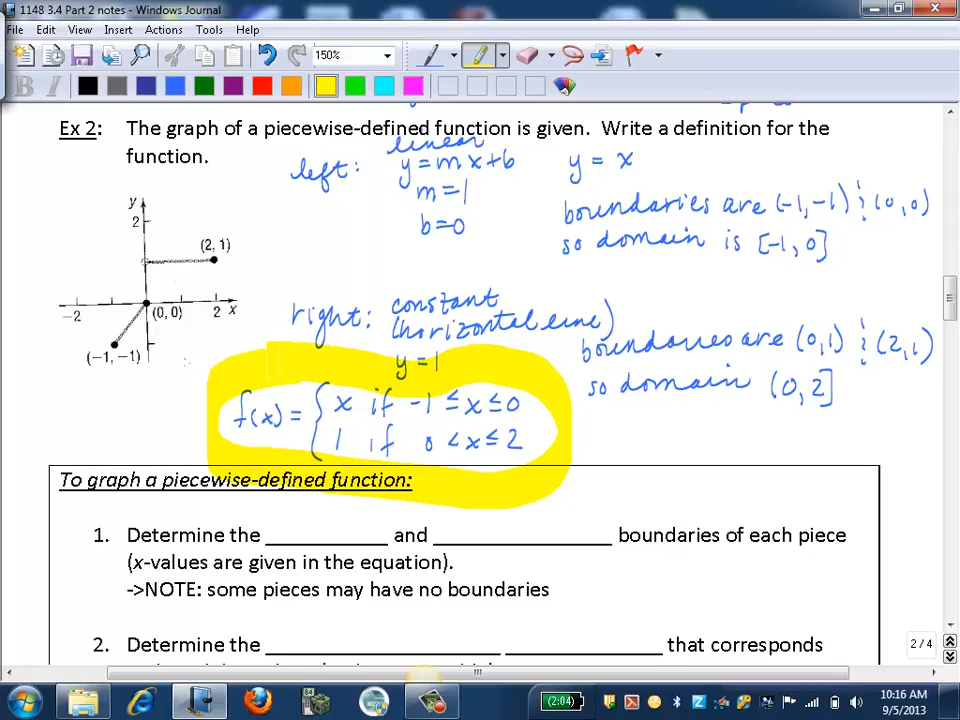 1148 3.4 Part 2 notes - Windows Journal
File Edit View Insert Actions Tools Help
150%
B I
Ex 2: The graph of a piecewise-defined function is given. Write a definition for the
function.
linear
left: y = mx + b
m = 1
b = 0
y = x
boundaries are (-1, -1) & (0, 0)
so domain is [-1, 0]
y
2
(2, 1)
-2 (0, 0) 2 x
(-1, -1)
right: constant
(horizontal line)
y = 1
boundaries are (0, 1) & (2, 1)
so domain (0, 2]
f(x) = { x if -1 ≤ x ≤ 0
1 if 0 < x ≤ 2
To graph a piecewise-defined function:
1. Determine the ____________ and __________________ boundaries of each piece
(x-values are given in the equation).
->NOTE: some pieces may have no boundaries
2. Determine the _______________________ ________________ that corresponds
2 / 4
(2:04)
10:16 AM
9/5/2013